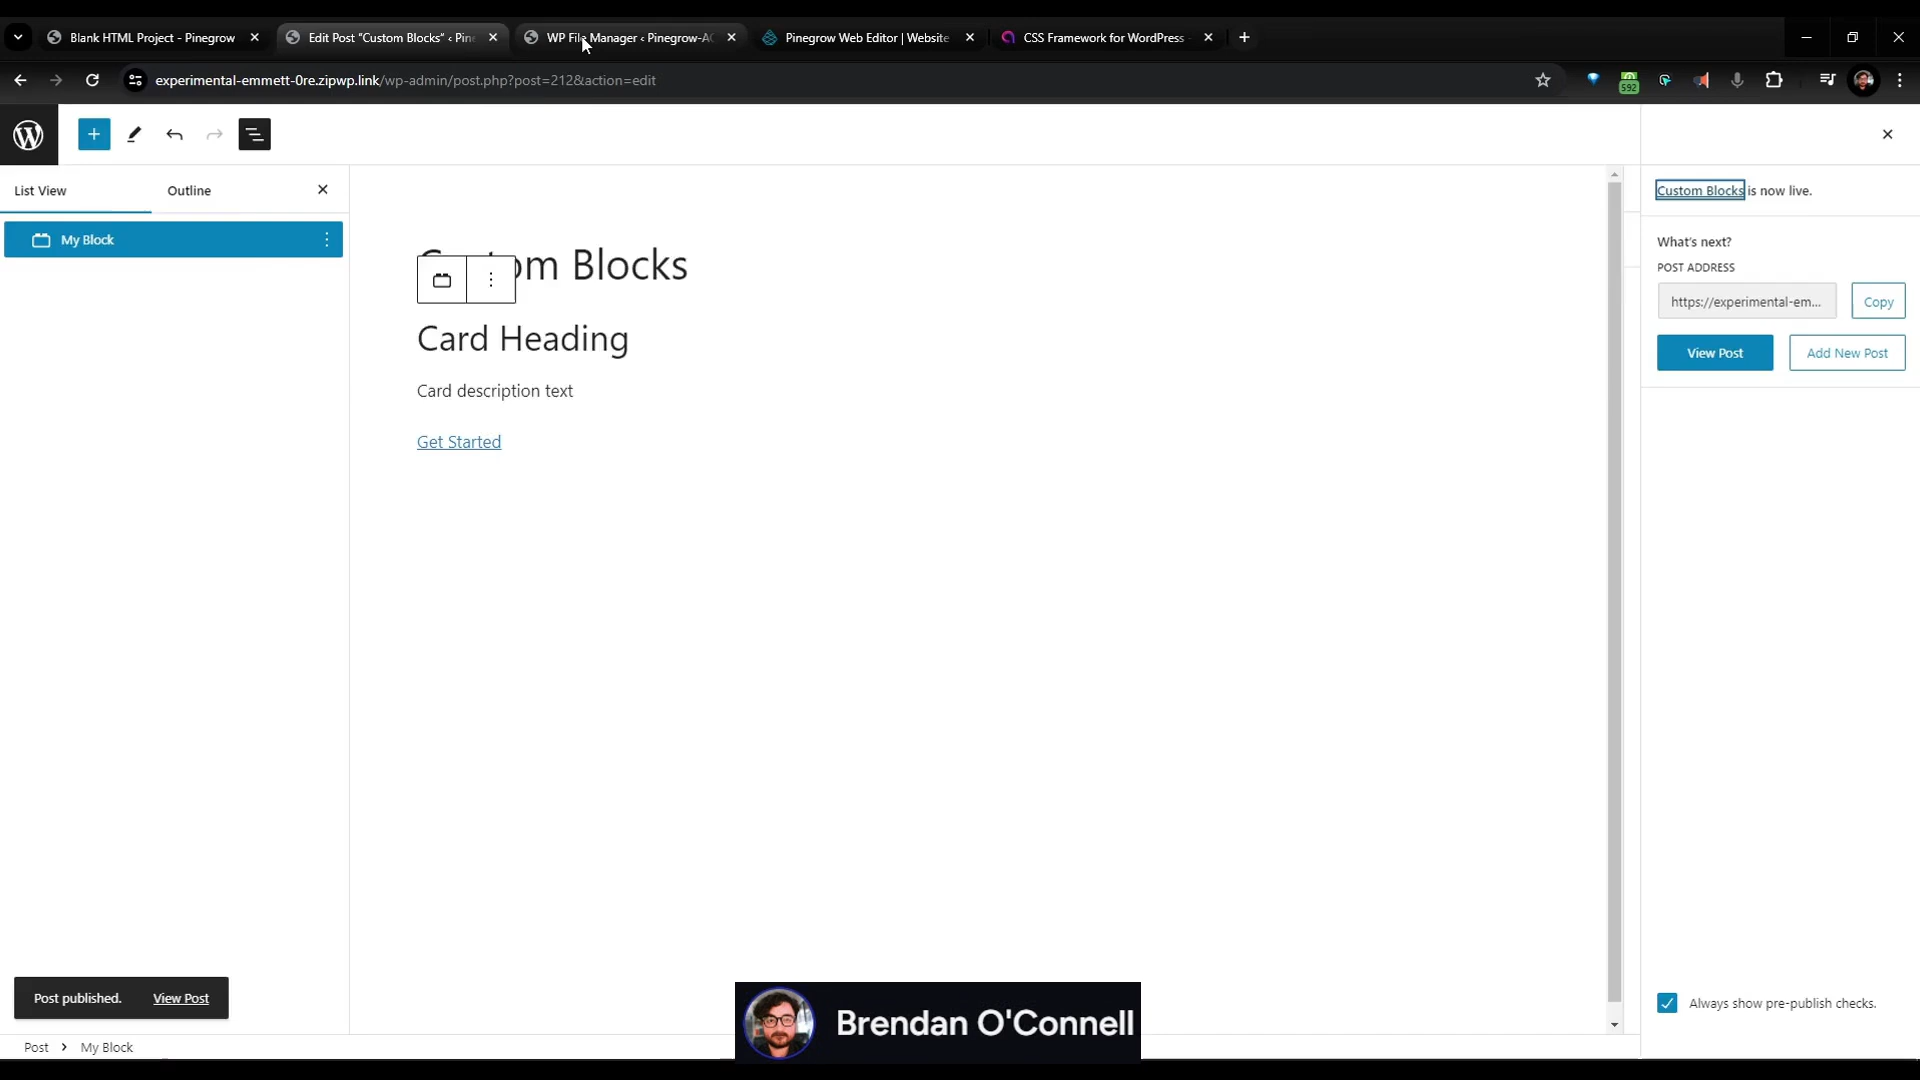 Blank HTML Project - Pinegrow
Edit Post “Custom Blocks” ‹ Pine
WP File Manager ‹ Pinegrow-AC
Pinegrow Web Editor | Website
CSS Framework for WordPress -
experimental-emmett-0re.zipwp.link/wp-admin/post.php?post=212&action=edit
592
List View
Outline
Custom Blocks is now live.
My Block
What's next?
POST ADDRESS
https://experimental-em...
Copy
View Post
Add New Post
om Blocks
Card Heading
Card description text
Get Started
Post published.
View Post
Always show pre-publish checks.
Brendan O'Connell
Post
My Block